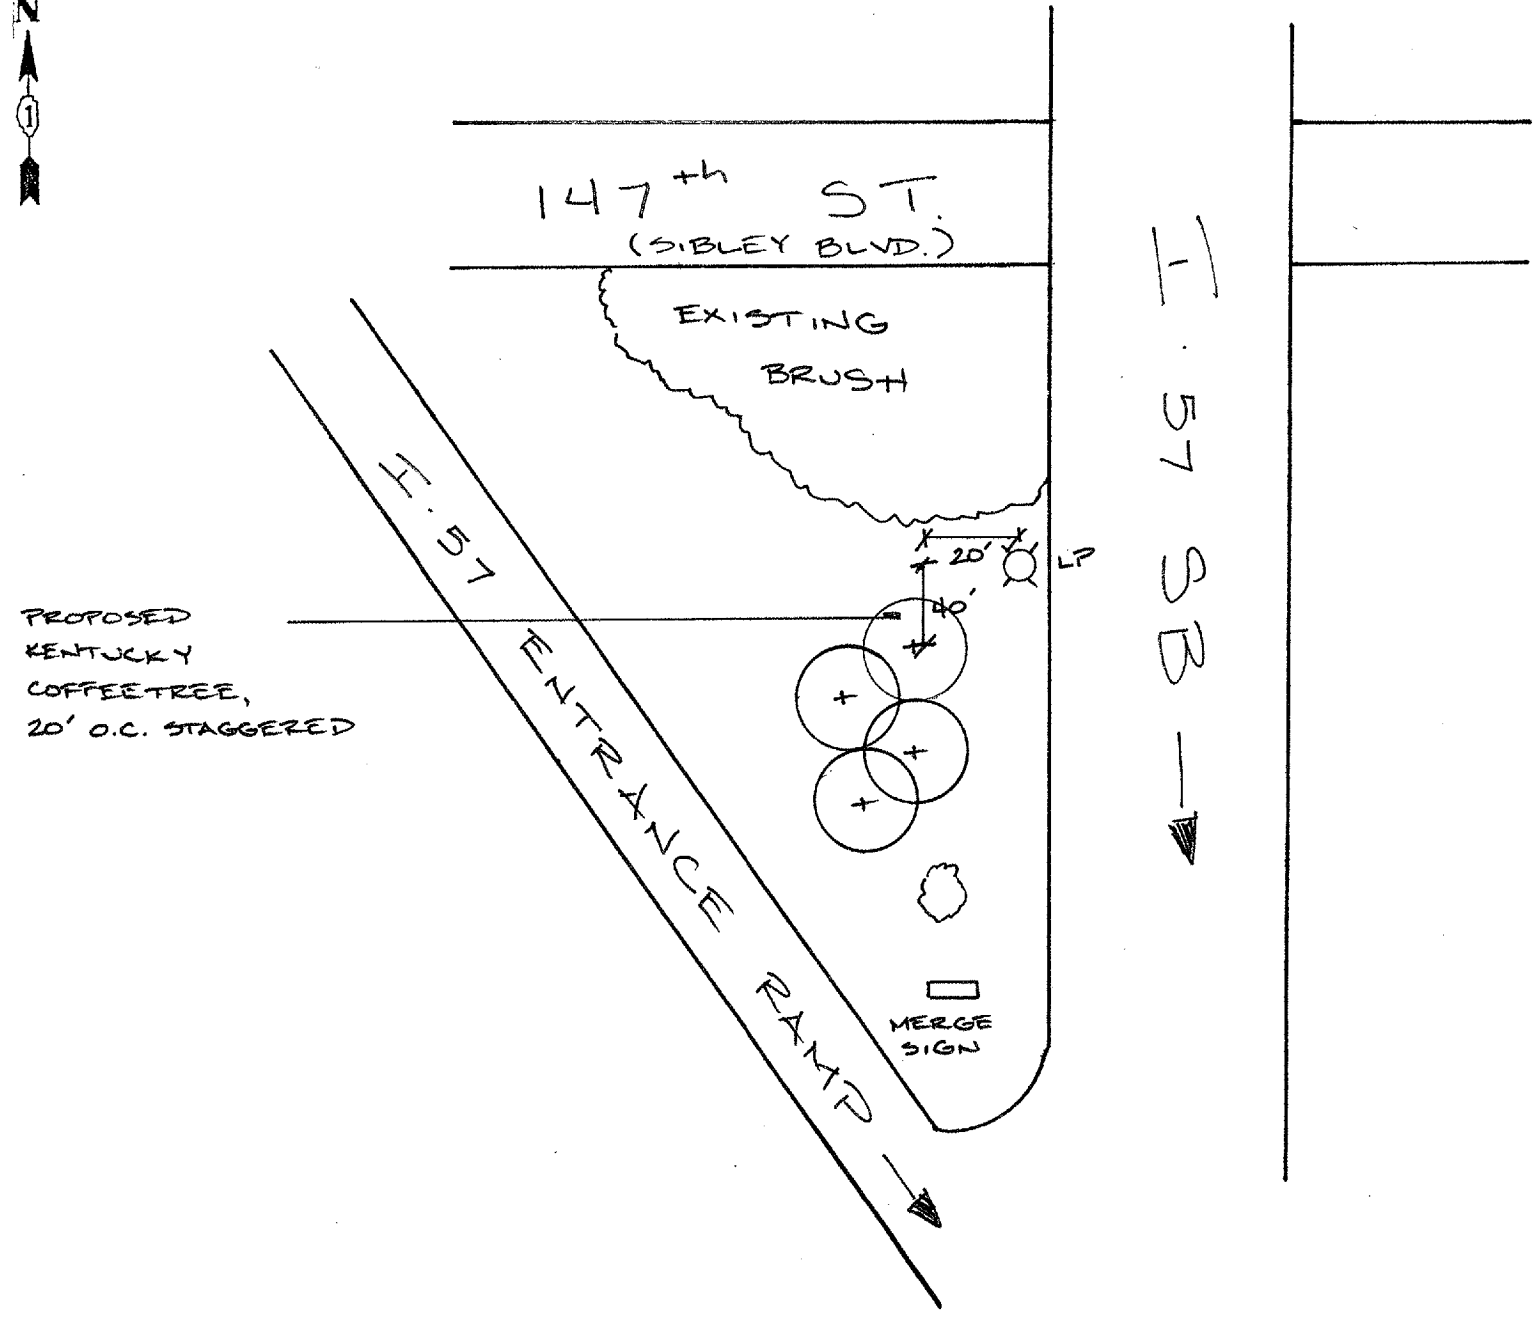 N
1
147th ST.
(SIBLEY BLVD.)
EXISTING
BRUSH
I-57 SB
I-57 ENTRANCE RAMP
20'
LP
40'
PROPOSED
KENTUCKY
COFFEETREE,
20' O.C. STAGGERED
MERGE
SIGN